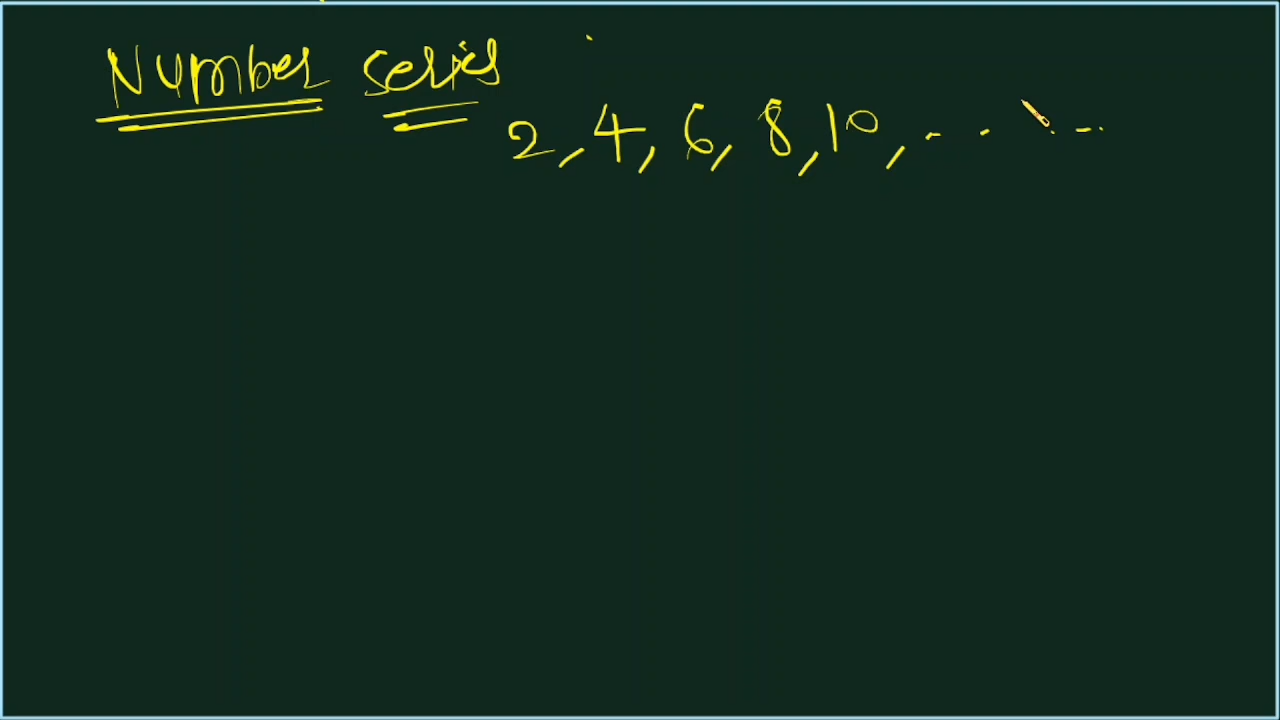 Number series
2, 4, 6, 8, 10, . . . . .